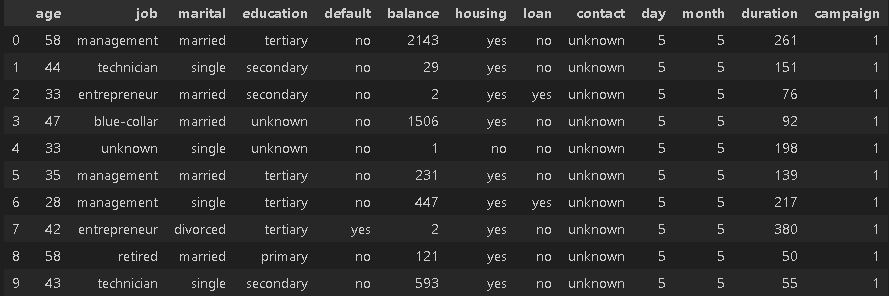 age job marital education default balance housing loan contact day month duration campaign
0 58 management married tertiary no 2143 yes no unknown 5 5 261 1
1 44 technician single secondary no 29 yes no unknown 5 5 151 1
2 33 entrepreneur married secondary no 2 yes yes unknown 5 5 76 1
3 47 blue-collar married unknown no 1506 yes no unknown 5 5 92 1
4 33 unknown single unknown no 1 no no unknown 5 5 198 1
5 35 management married tertiary no 231 yes no unknown 5 5 139 1
6 28 management single tertiary no 447 yes yes unknown 5 5 217 1
7 42 entrepreneur divorced tertiary yes 2 yes no unknown 5 5 380 1
8 58 retired married primary no 121 yes no unknown 5 5 50 1
9 43 technician single secondary no 593 yes no unknown 5 5 55 1